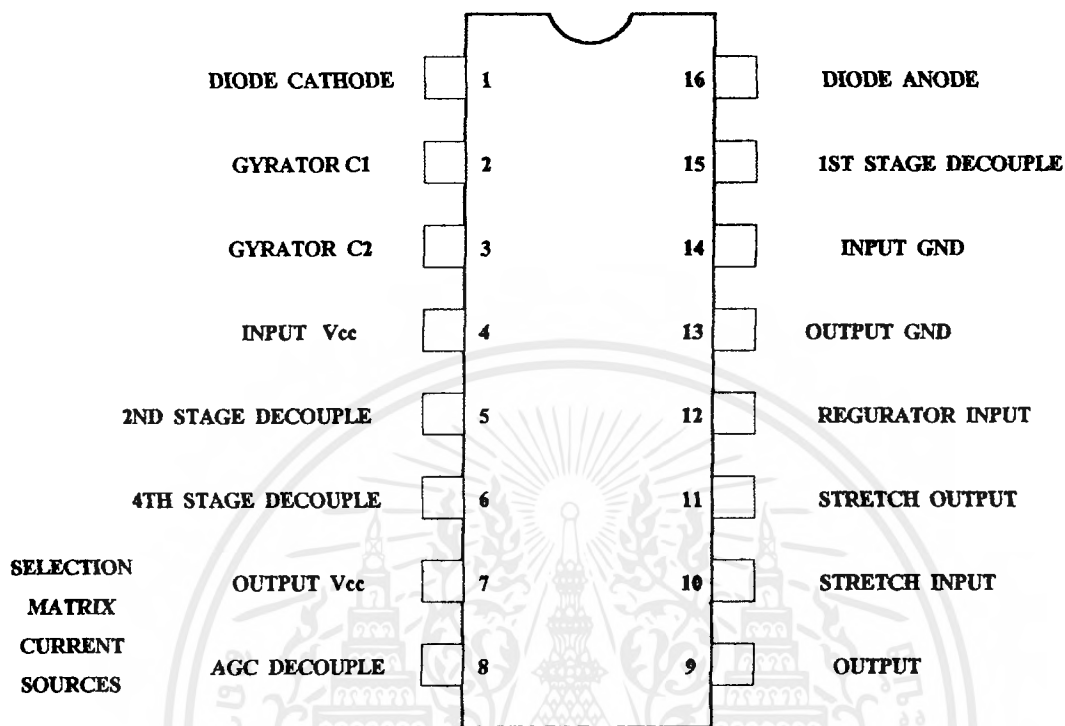 DIODE CATHODE 1 16 DIODE ANODE
GYRATOR C1 2 15 1ST STAGE DECOUPLE
GYRATOR C2 3 14 INPUT GND
INPUT Vcc 4 13 OUTPUT GND
2ND STAGE DECOUPLE 5 12 REGURATOR INPUT
4TH STAGE DECOUPLE 6 11 STRETCH OUTPUT
SELECTION
MATRIX
CURRENT
SOURCES
OUTPUT Vcc 7 10 STRETCH INPUT
AGC DECOUPLE 8 9 OUTPUT